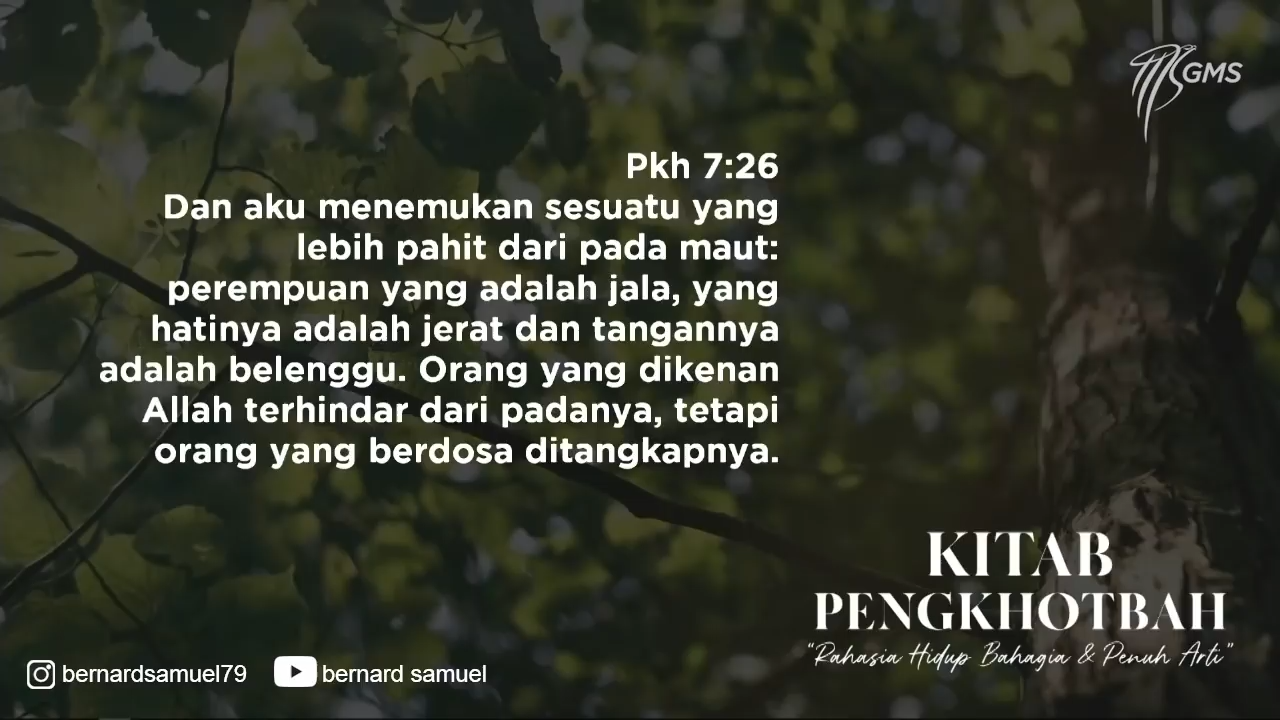 GMS
Pkh 7:26
Dan aku menemukan sesuatu yang
lebih pahit dari pada maut:
perempuan yang adalah jala, yang
hatinya adalah jerat dan tangannya
adalah belenggu. Orang yang dikenan
Allah terhindar dari padanya, tetapi
orang yang berdosa ditangkapnya.
KITAB
PENGKHOTBAH
“Rahasia Hidup Bahagia & Penuh Arti”
bernardsamuel79
bernard samuel